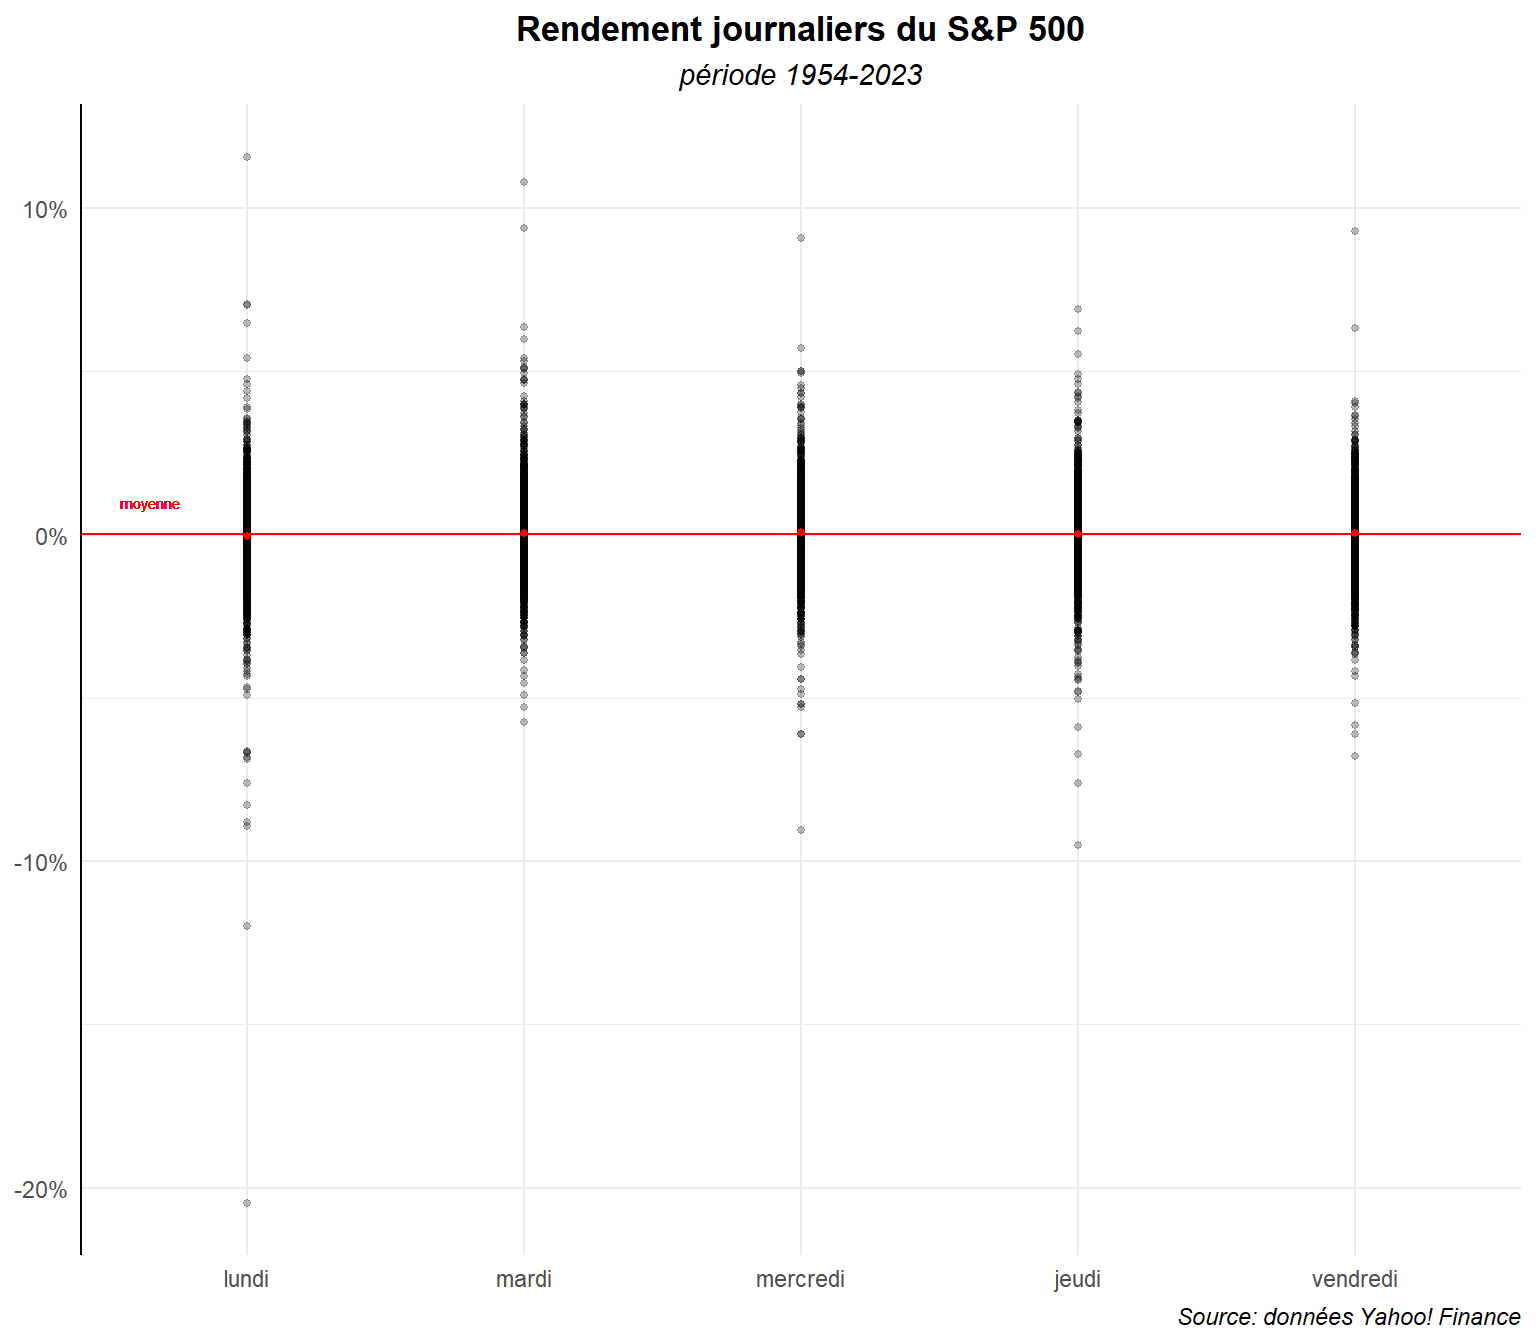 Rendement journaliers du S&P 500
période 1954-2023
10%
moyenne
0%
-10%
-20%
lundi mardi mercredi jeudi vendredi
Source: données Yahoo! Finance